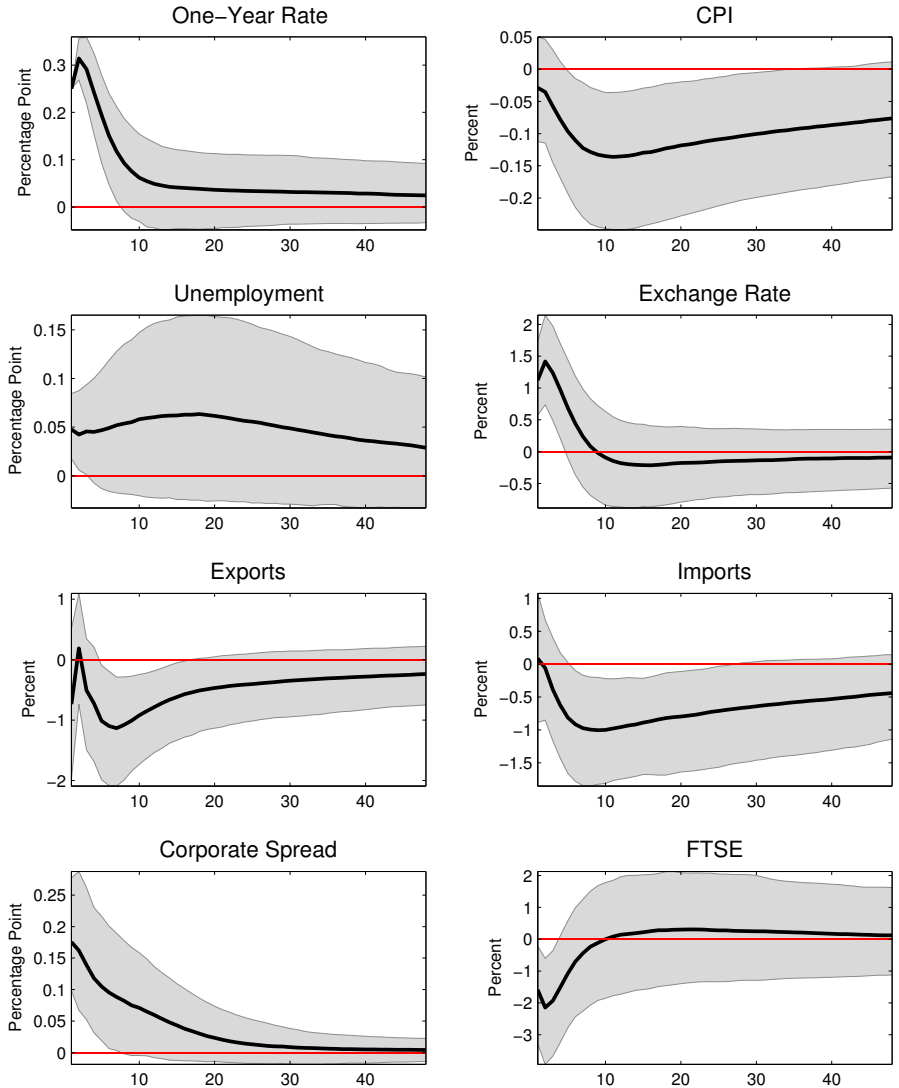 One−Year Rate
Percentage Point
0.3
0.2
0.1
0
10 20 30 40
CPI
Percent
0.05
0
−0.05
−0.1
−0.15
−0.2
10 20 30 40
Unemployment
Percentage Point
0.15
0.1
0.05
0
10 20 30 40
Exchange Rate
Percent
2
1.5
1
0.5
0
−0.5
10 20 30 40
Exports
Percent
1
0
−1
−2
10 20 30 40
Imports
Percent
1
0.5
0
−0.5
−1
−1.5
10 20 30 40
Corporate Spread
Percentage Point
0.25
0.2
0.15
0.1
0.05
0
10 20 30 40
FTSE
Percent
2
1
0
−1
−2
−3
10 20 30 40